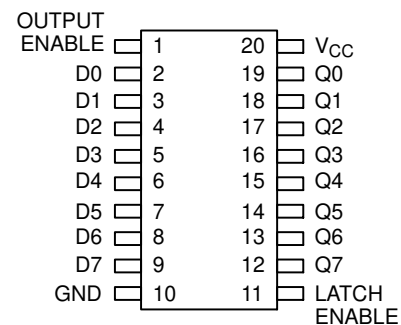 OUTPUT
ENABLE 1 20 VCC
D0 2 19 Q0
D1 3 18 Q1
D2 4 17 Q2
D3 5 16 Q3
D4 6 15 Q4
D5 7 14 Q5
D6 8 13 Q6
D7 9 12 Q7
GND 10 11 LATCH
ENABLE